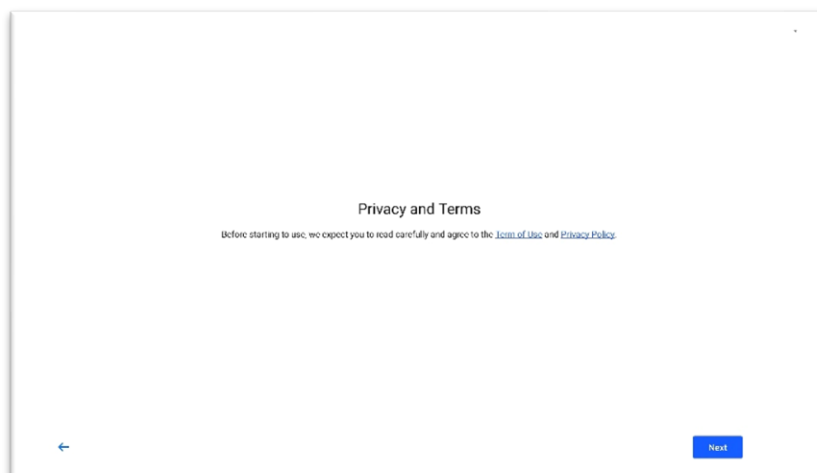 Privacy and Terms
Before starting to use, we expect you to read carefully and agree to the Term of Use and Privacy Policy.
Next